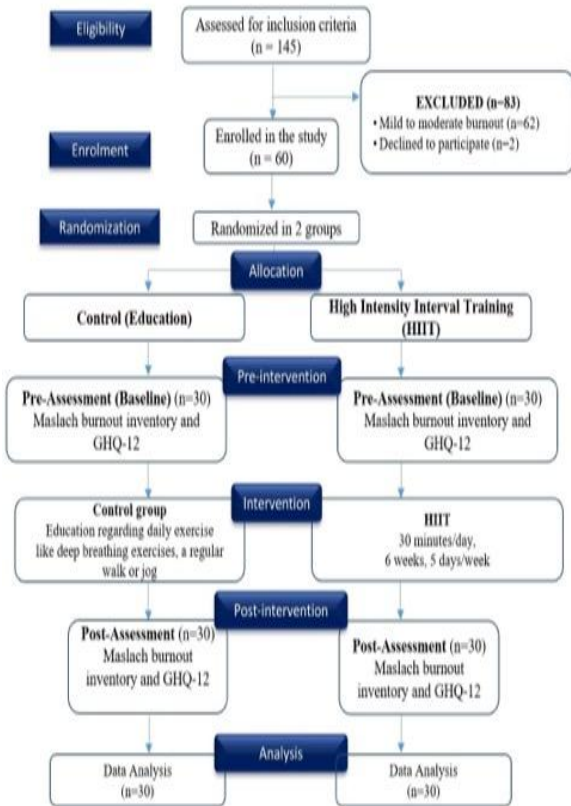 Eligibility
Assessed for inclusion criteria
(n = 145)
EXCLUDED (n=83)
• Mild to moderate burnout (n=62)
• Declined to participate (n=2)
Enrolment
Enrolled in the study
(n = 60)
Randomization
Randomized in 2 groups
Allocation
Control (Education)
High Intensity Interval Training
(HIIT)
Pre-intervention
Pre-Assessment (Baseline) (n=30)
Maslach burnout inventory and
GHQ-12
Pre-Assessment (Baseline) (n=30)
Maslach burnout inventory and
GHQ-12
Intervention
Control group
Education regarding daily exercise
like deep breathing exercises, a regular
walk or jog
HIIT
30 minutes/day,
6 weeks, 5 days/week
Post-intervention
Post-Assessment (n=30)
Maslach burnout
inventory and GHQ-12
Post-Assessment (n=30)
Maslach burnout
inventory and GHQ-12
Analysis
Data Analysis
(n=30)
Data Analysis
(n=30)